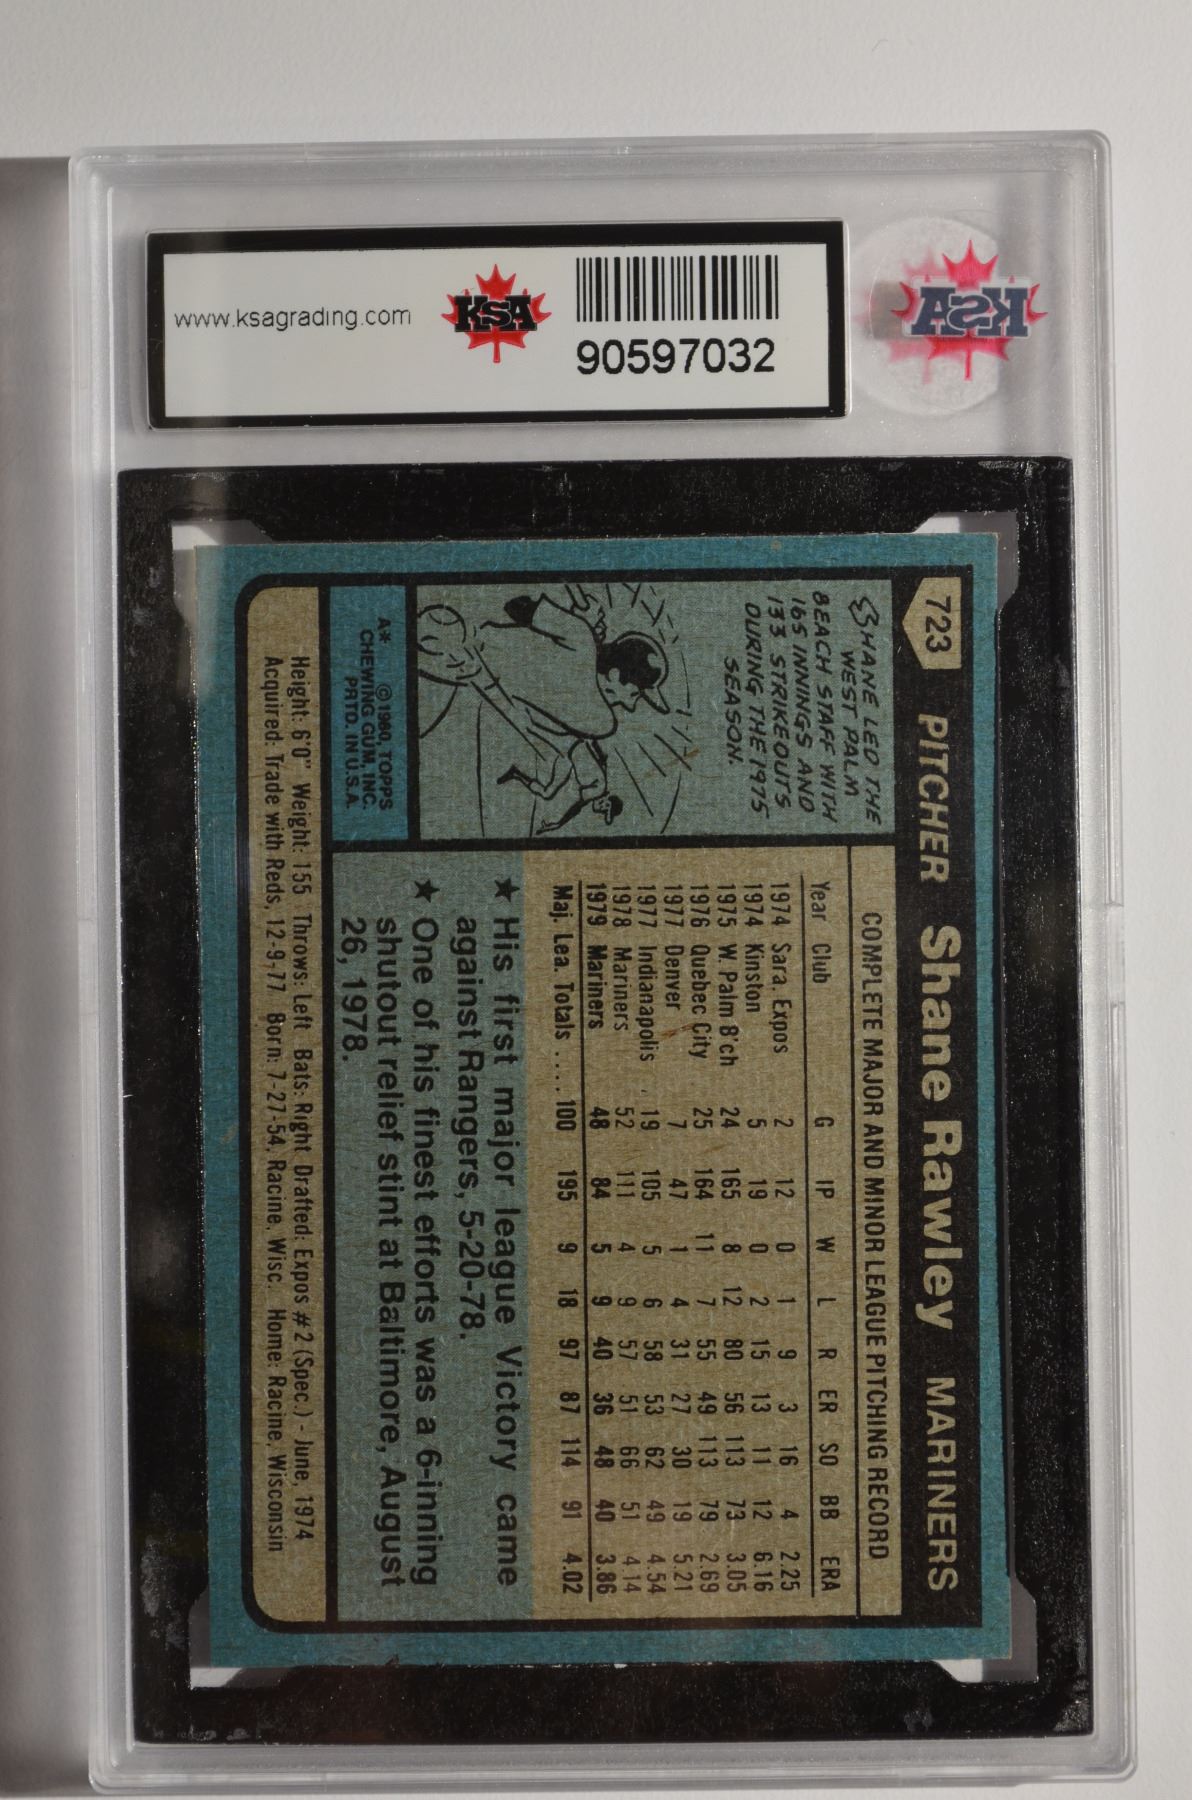 www.ksagrading.com
KSA
90597032
KSA
723 PITCHER Shane Rawley MARINERS
SHANE LED THE
WEST PALM
BEACH STAFF WITH
165 INNINGS AND
133 STRIKEOUTS
DURING THE 1975
SEASON.
A* © 1980 TOPPS
CHEWING GUM, INC.
PRTD. IN U.S.A.
COMPLETE MAJOR AND MINOR LEAGUE PITCHING RECORD
Year Club G IP W L R ER SO BB ERA
1974 Sara. Expos 2 12 0 1 9 3 16 4 2.25
1974 Kinston 5 19 0 2 15 13 11 12 6.16
1975 W. Palm B'ch 24 165 8 12 80 56 113 73 3.05
1976 Quebec City 25 164 11 7 55 49 113 79 2.69
1977 Denver 7 47 1 4 31 27 30 19 5.21
1977 Indianapolis 19 105 5 6 58 53 62 49 4.54
1978 Mariners 52 111 4 9 57 51 66 51 4.14
1979 Mariners 48 84 5 9 40 36 48 40 3.86
Maj. Lea. Totals .... 100 195 9 18 97 87 114 91 4.02
★ His first major league victory came
against Rangers, 5-20-78.
★ One of his finest efforts was a 6-inning
shutout relief stint at Baltimore, August
26, 1978.
Height: 6'0" Weight: 155 Throws: Left Bats: Right Drafted: Expos #2 (Spec.) - June, 1974
Acquired: Trade with Reds, 12-9-77. Born: 7-27-54, Racine, Wisc. Home: Racine, Wisconsin